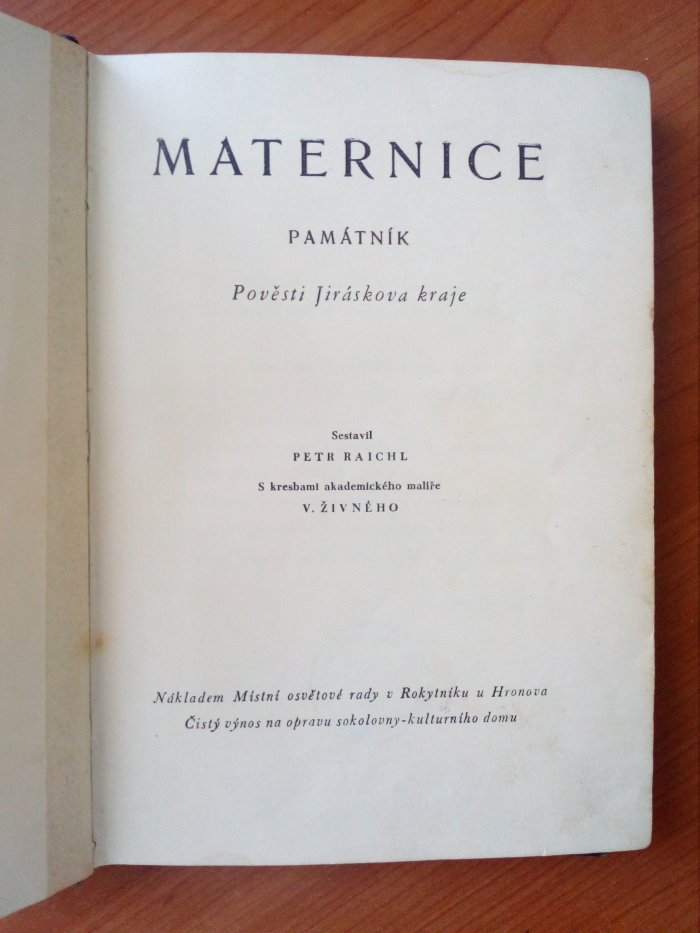 MATERNICE
PAMÁTNÍK
Pověsti Jiráskova kraje
Sestavil
PETR RAICHL
S kresbami akademického malíře
V. ŽIVNÉHO
Nákladem Místní osvětové rady v Rokytníku u Hronova
Čistý výnos na opravu sokolovny-kulturního domu